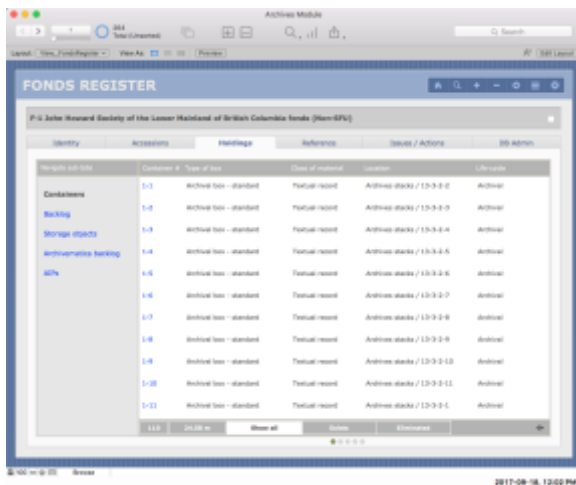 Archives Module
Total (Unsorted)
Search
Layout: View_FondsRegister View As: Preview Edit Layout
FONDS REGISTER
F-1 John Howard Society of the Lower Mainland of British Columbia fonds (Non-SFU)
Identity Accessions Holdings Reference Issues / Actions DB Admin
Navigate sub-tabs Container # Type of box Class of material Location Life-cycle
Containers
Backlog
Storage objects
Archivematica backlog
AIPs
1-1 Archival box - standard Textual record Archives stacks / 13-3-2-2 Archival
1-2 Archival box - standard Textual record Archives stacks / 13-3-2-3 Archival
1-3 Archival box - standard Textual record Archives stacks / 13-3-2-4 Archival
1-4 Archival box - standard Textual record Archives stacks / 13-3-2-5 Archival
1-5 Archival box - standard Textual record Archives stacks / 13-3-2-6 Archival
1-6 Archival box - standard Textual record Archives stacks / 13-3-2-7 Archival
1-7 Archival box - standard Textual record Archives stacks / 13-3-2-8 Archival
1-8 Archival box - standard Textual record Archives stacks / 13-3-2-9 Archival
1-9 Archival box - standard Textual record Archives stacks / 13-3-2-10 Archival
1-10 Archival box - standard Textual record Archives stacks / 13-3-2-11 Archival
1-11 Archival box - standard Textual record Archives stacks / 13-3-3-1 Archival
Show all Extant Eliminated
100 Browse
2017-09-18, 12:02 PM